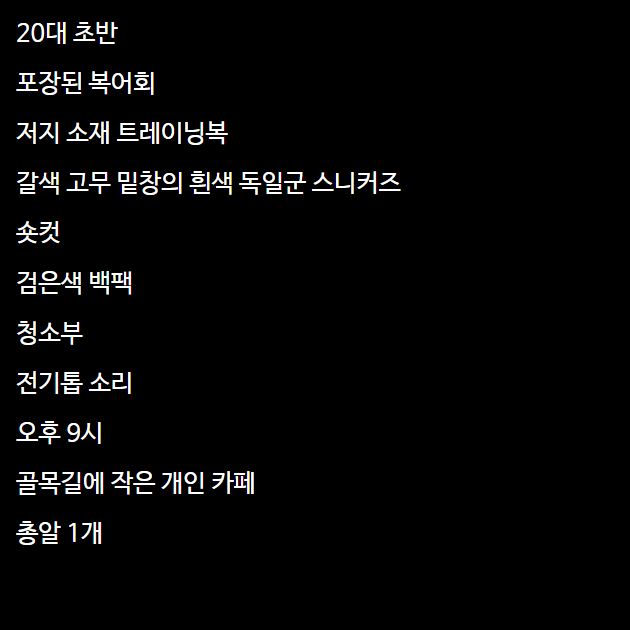 20대 초반
포장된 복어회
저지 소재 트레이닝복
갈색 고무 밑창의 흰색 독일군 스니커즈
숏컷
검은색 백팩
청소부
전기톱 소리
오후 9시
골목길에 작은 개인 카페
총알 1개